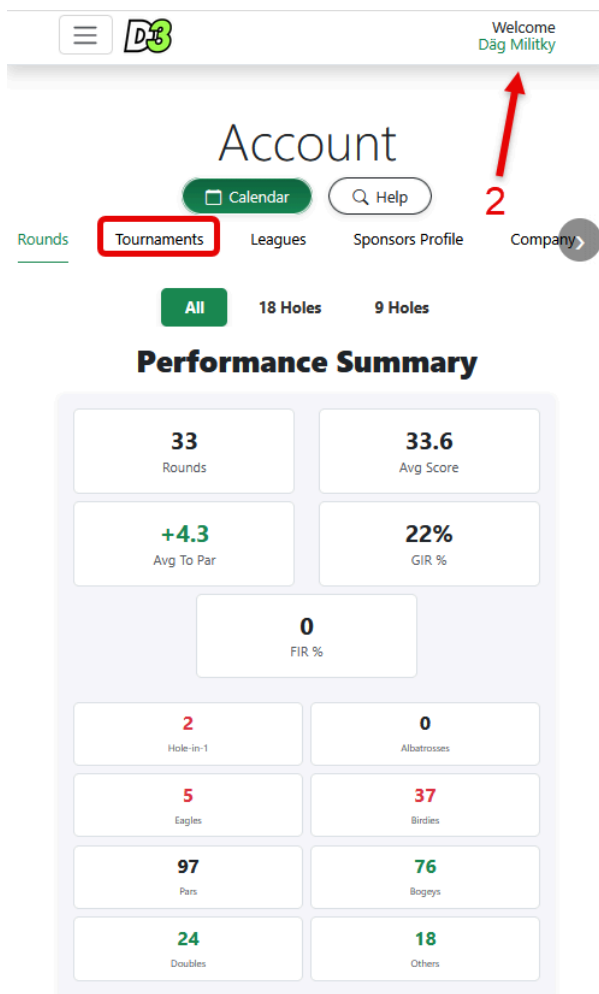 D3
Welcome
Däg Militky
Account
Calendar
Help
2
Rounds
Tournaments
Leagues
Sponsors Profile
Company
All
18 Holes
9 Holes
Performance Summary
33
Rounds
33.6
Avg Score
+4.3
Avg To Par
22%
GIR %
0
FIR %
2
Hole-in-1
0
Albatrosses
5
Eagles
37
Birdies
97
Pars
76
Bogeys
24
Doubles
18
Others